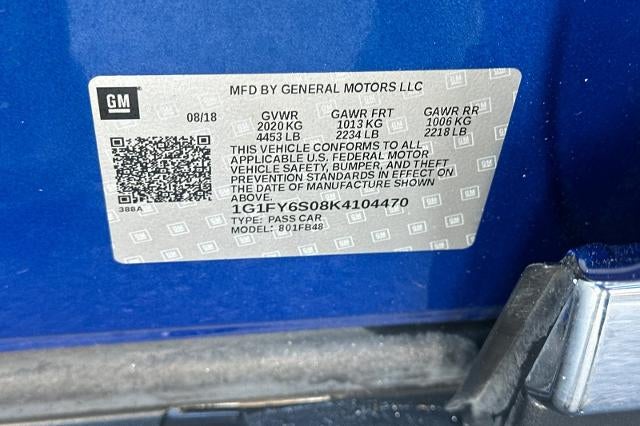 MFD BY GENERAL MOTORS LLC
GM
08/18 GVWR GAWR FRT GAWR RR
2020 KG 1013 KG 1006 KG
4453 LB 2234 LB 2218 LB
THIS VEHICLE CONFORMS TO ALL
APPLICABLE U.S. FEDERAL MOTOR
VEHICLE SAFETY, BUMPER, AND THEFT
PREVENTION STANDARDS IN EFFECT ON
THE DATE OF MANUFACTURE SHOWN
ABOVE.
388A
1G1FY6S08K4104470
TYPE: PASS CAR
MODEL: 801FB48